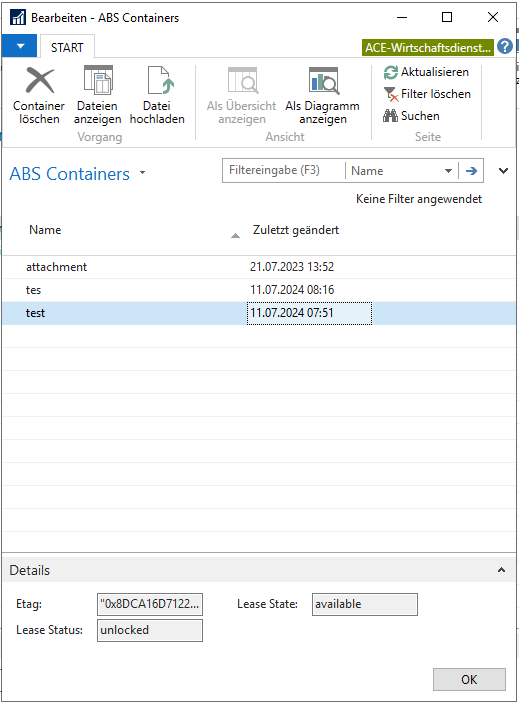 Bearbeiten - ABS Containers
START
ACE-Wirtschaftsdienst...
Container löschen
Dateien anzeigen
Datei hochladen
Vorgang
Als Übersicht anzeigen
Als Diagramm anzeigen
Ansicht
Aktualisieren
Filter löschen
Suchen
Seite
ABS Containers
Filtereingabe (F3)
Name
Keine Filter angewendet
Name Zuletzt geändert
attachment 21.07.2023 13:52
tes 11.07.2024 08:16
test 11.07.2024 07:51
Details
Etag: "0x8DCA16D7122... Lease State: available
Lease Status: unlocked
OK